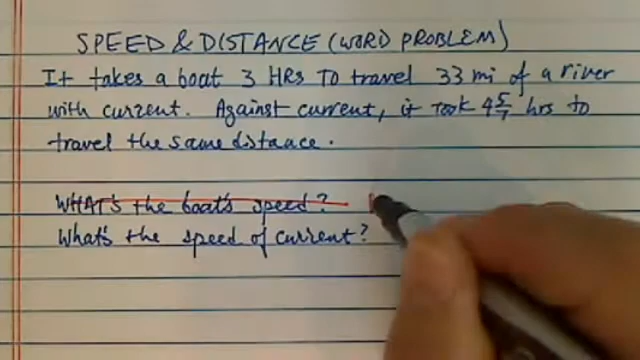 SPEED & DISTANCE (WORD PROBLEM)
It takes a boat 3 HRs To travel 33 mi of a river
with current. Against current, it took 4 5/7 hrs to
travel the same distance.
WHAT's the boat's speed?
What's the speed of current?